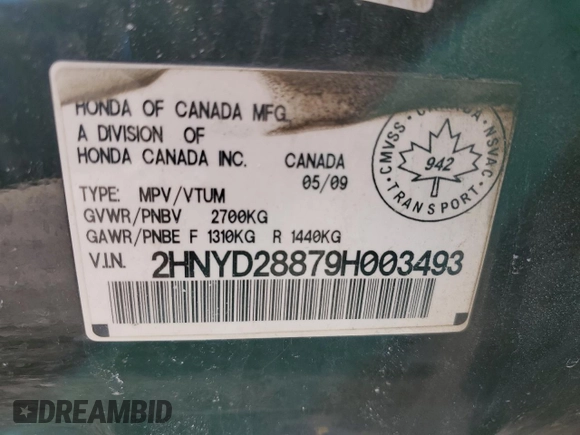 HONDA OF CANADA MFG.
A DIVISION OF
HONDA CANADA INC. CANADA
05/09
TYPE: MPV/VTUM
GVWR/PNBV 2700KG
GAWR/PNBE F 1310KG R 1440KG
V.I.N. 2HNYD28879H003493
CMVSS · CANADA · NSVAC
942
TRANSPORT
DREAMBID